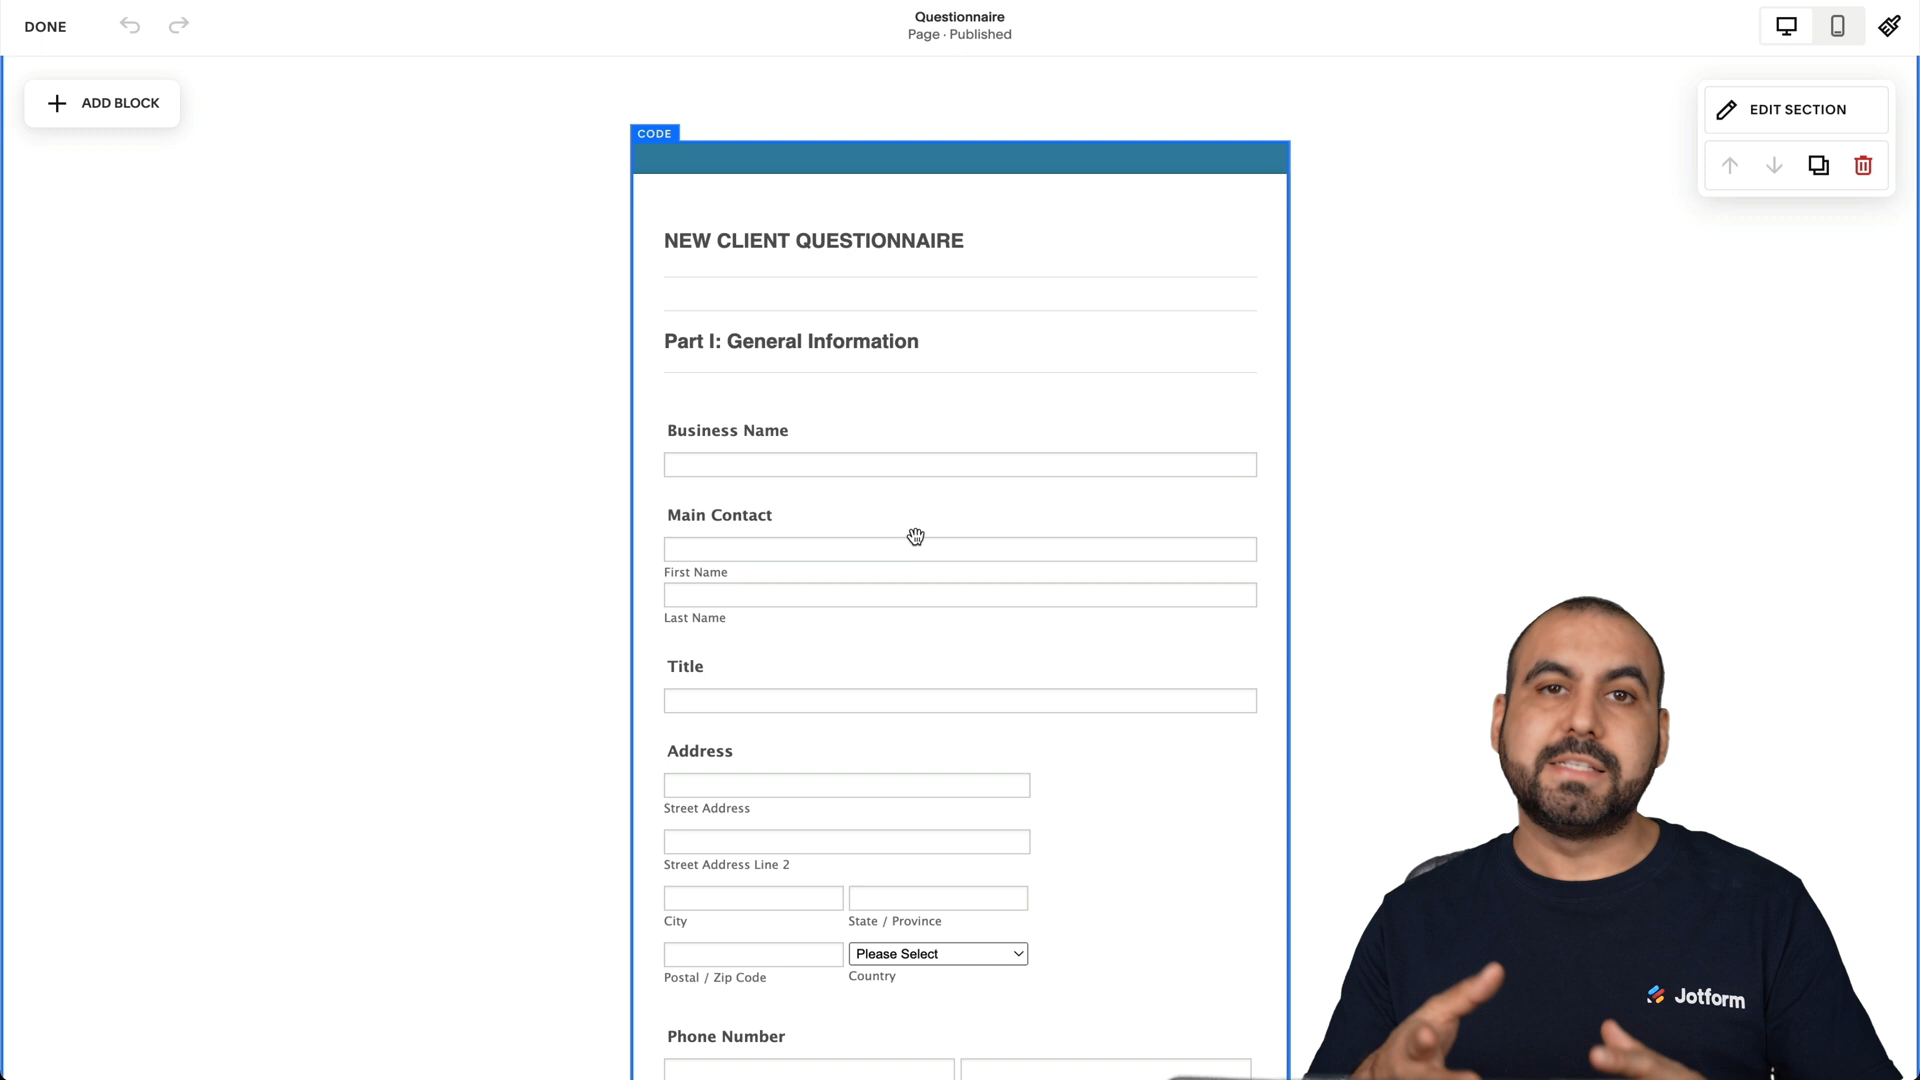 DONE
Questionnaire
Page · Published
ADD BLOCK
EDIT SECTION
CODE
NEW CLIENT QUESTIONNAIRE
Part I: General Information
Business Name
Main Contact
First Name
Last Name
Title
Address
Street Address
Street Address Line 2
City
State / Province
Please Select
Postal / Zip Code
Country
Phone Number
Jotform